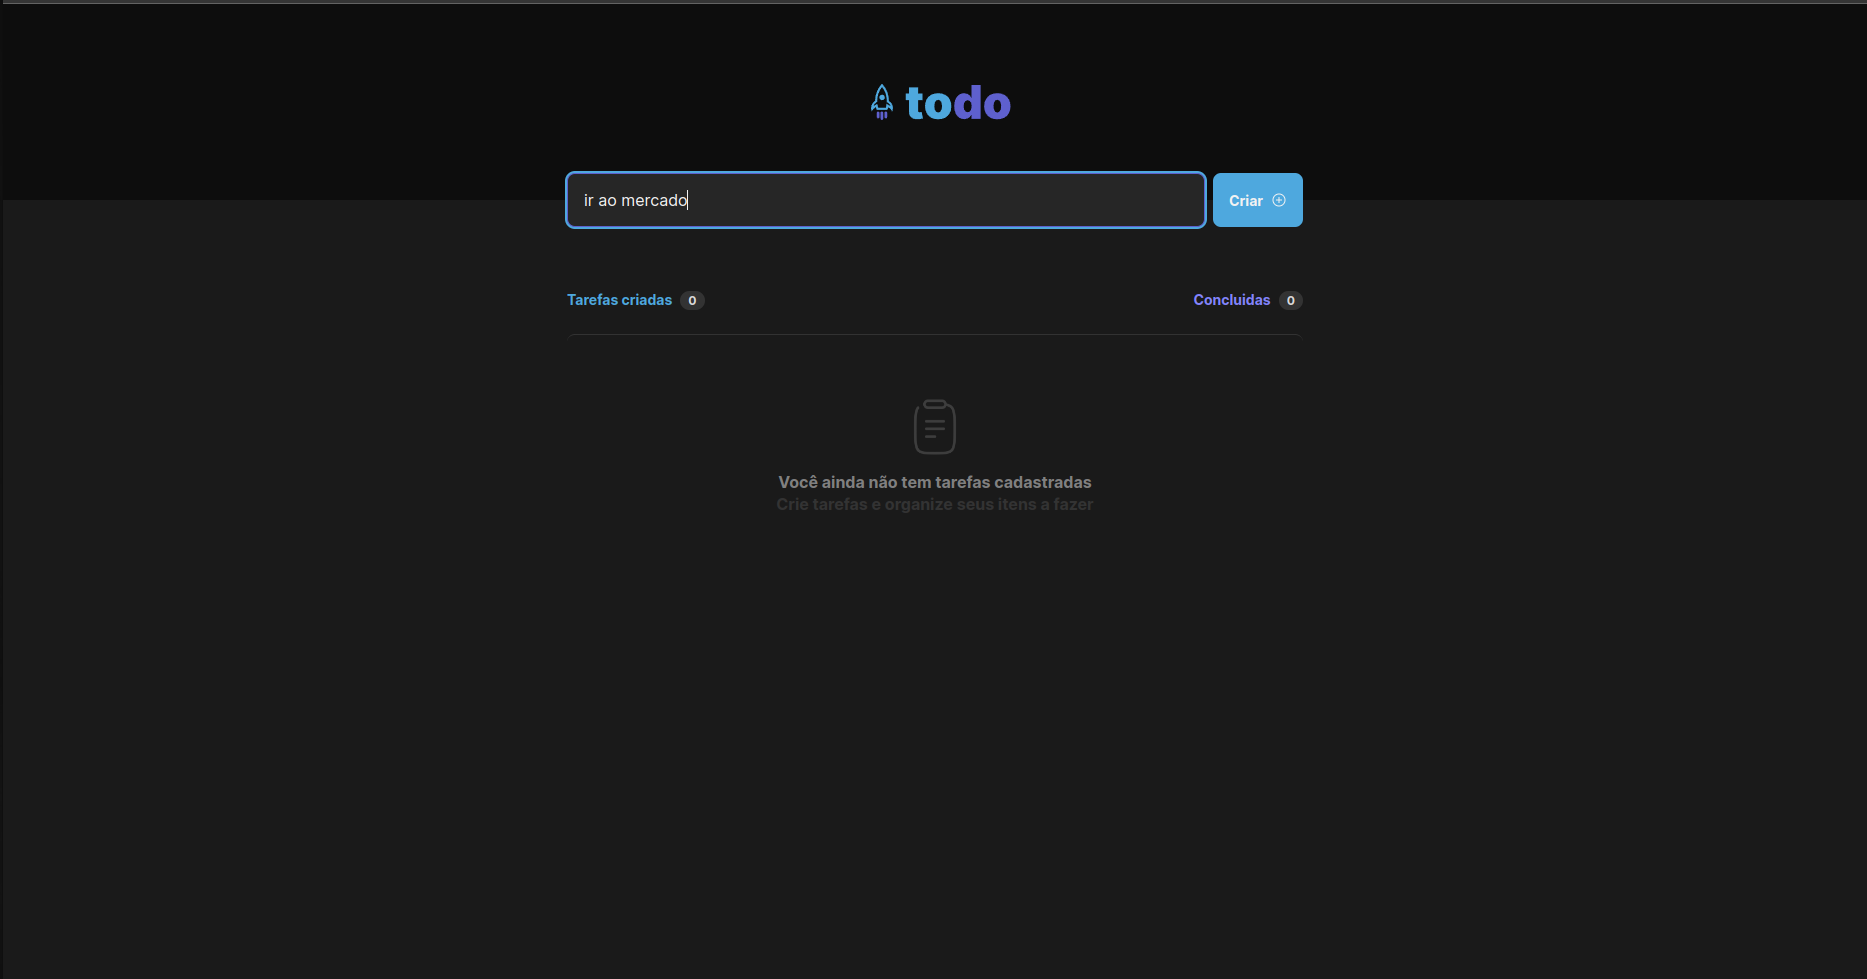 todo
ir ao mercado
Criar
Tarefas criadas 0
Concluidas 0
Você ainda não tem tarefas cadastradas
Crie tarefas e organize seus itens a fazer